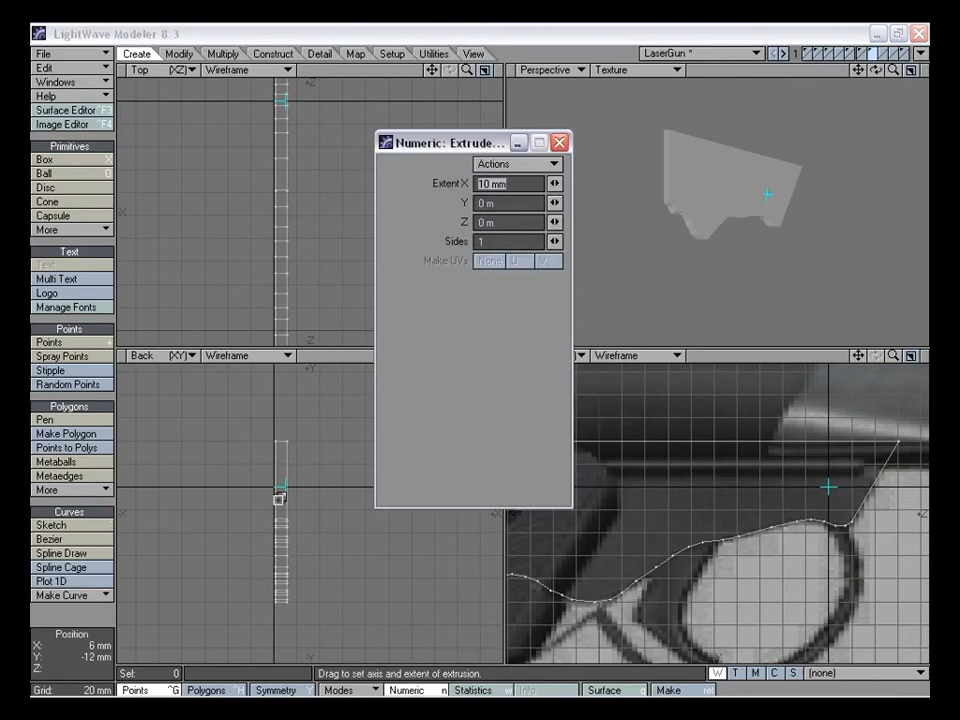 LightWave Modeler 8.3
File
Create Modify Multiply Construct Detail Map Setup Utilities View LaserGun * 1
Edit
Top (XZ) Wireframe
Perspective Texture
Windows
Help
Surface Editor ^F3
Image Editor ^F4
Primitives
Box X
Ball O
Disc
Cone
Capsule
More
Text
Text
Multi Text
Logo
Manage Fonts
Points
Points +
Spray Points
Stipple
Random Points
Polygons
Pen
Make Polygon
Points to Polys
Metaballs
Metaedges
More
Curves
Sketch
Bezier
Spline Draw
Spline Cage
Plot 1D
Make Curve
Numeric: Extrude...
Actions
Extent X 10 mm
Y 0 m
Z 0 m
Sides 1
Make UVs None U V
Back (XY) Wireframe
Wireframe
Position
X: 6 mm
Y: -12 mm
Z:
Grid: 20 mm
Sel: 0 Drag to set axis and extent of extrusion. W T M C S (none)
Points ^G Polygons ^H Symmetry Y Modes Numeric n Statistics w Info i Surface q Make ret